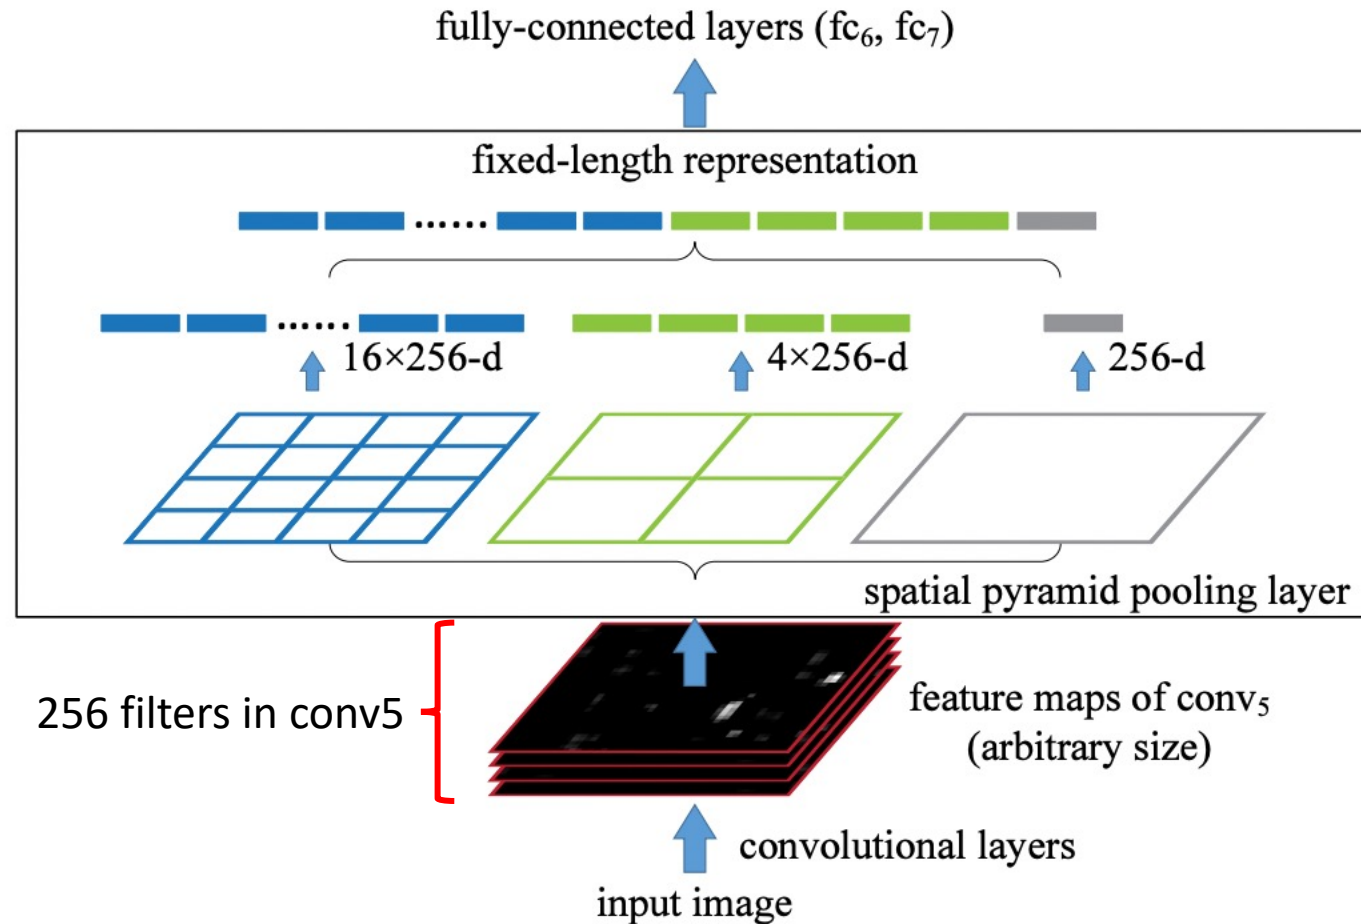 fully-connected layers (fc₆, fc₇)
fixed-length representation
......
......
16×256-d
4×256-d
256-d
spatial pyramid pooling layer
256 filters in conv5
feature maps of conv₅
(arbitrary size)
convolutional layers
input image